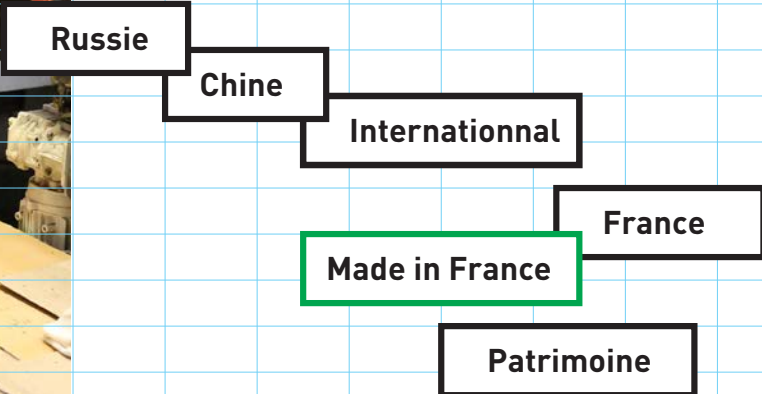 Russie
Chine
Internationnal
France
Made in France
Patrimoine